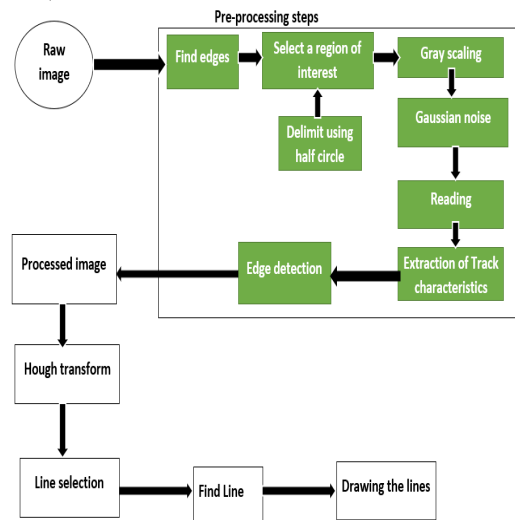 Pre-processing steps
Raw
image
Find edges
Select a region of
interest
Gray scaling
Delimit using
half circle
Gaussian noise
Reading
Extraction of Track
characteristics
Edge detection
Processed image
Hough transform
Line selection
Find Line
Drawing the lines